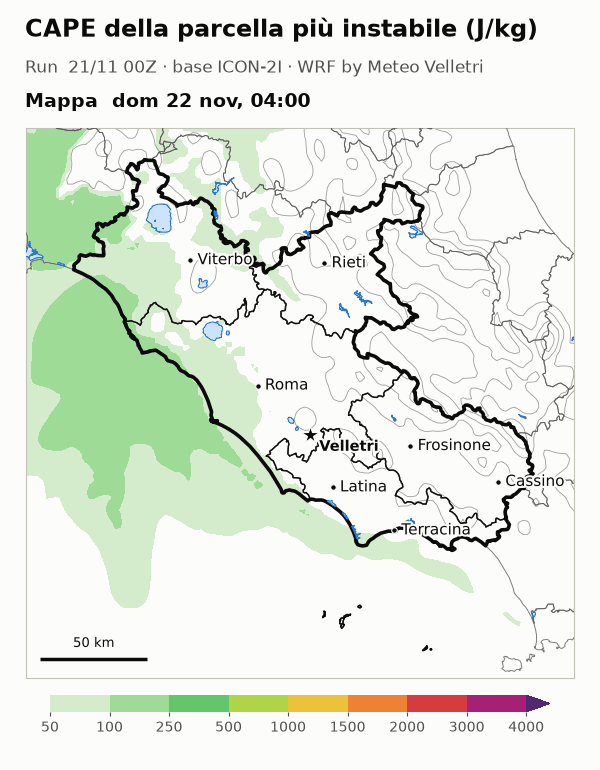 CAPE della parcella più instabile (J/kg)
Run  21/11 00Z · base ICON-2I · WRF by Meteo Velletri
Mappa  dom 22 nov, 04:00
Viterbo
Rieti
Roma
Velletri
Frosinone
Cassino
Latina
Terracina
50 km
50 100 250 500 1000 1500 2000 3000 4000